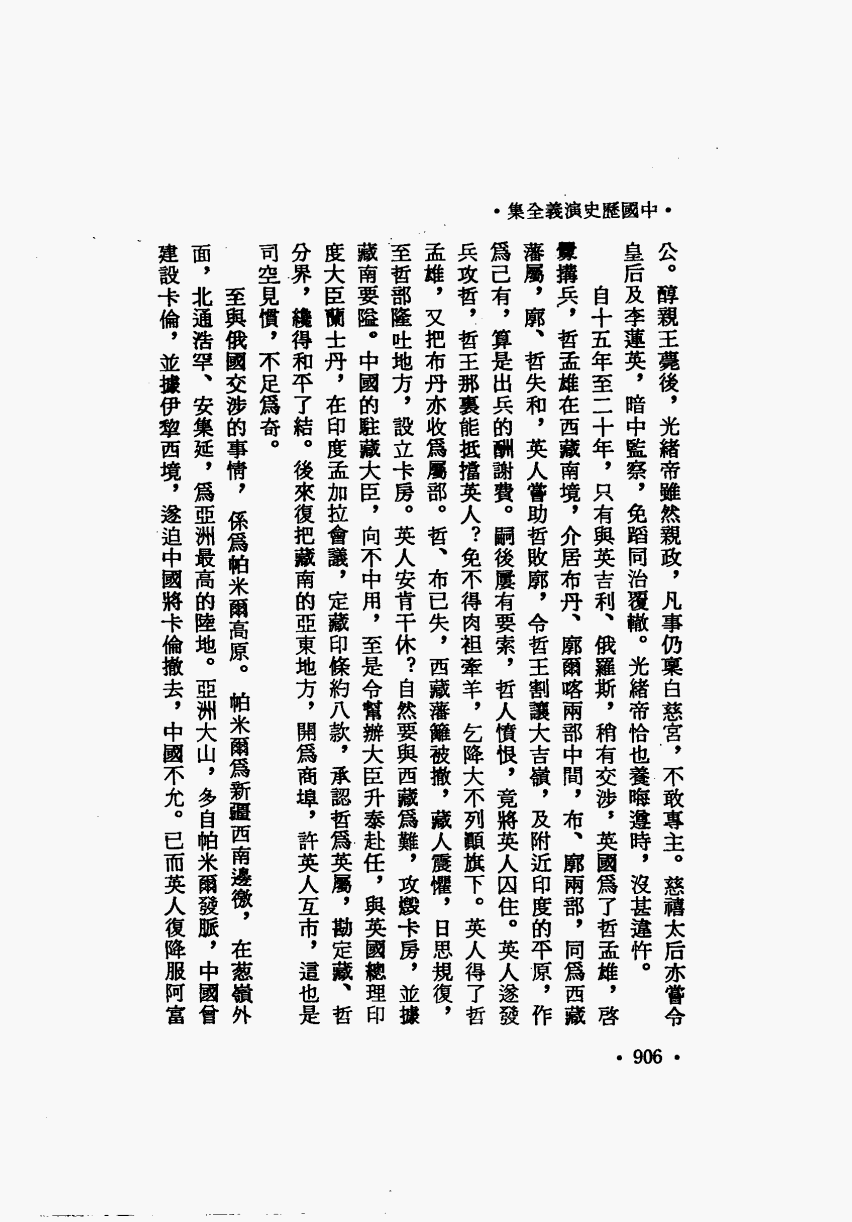 •中國歷史演義全集•
公。醇親王薨後，光緒帝雖然親政，凡事仍稟白慈宮，不敢專主。慈禧太后亦嘗令
皇后及李蓮英，暗中監察，免蹈同治覆轍。光緒帝恰也養晦遵時，沒甚違忤。
自十五年至二十年，只有與英吉利、俄羅斯，稍有交涉，英國爲了哲孟雄，啓
釁搆兵，哲孟雄在西藏南境，介居布丹、廓爾喀兩部中間，布、廓兩部，同爲西藏
藩屬，廓、哲失和，英人嘗助哲敗廓，令哲王割讓大吉嶺，及附近印度的平原，作
爲己有，算是出兵的酬謝費。嗣後屢有要索，哲人憤恨，竟將英人囚住。英人遂發
兵攻哲，哲王那裏能抵擋英人？免不得肉袒牽羊，乞降大不列顛旗下。英人得了哲
孟雄，又把布丹亦收爲屬部。哲、布已失，西藏藩籬被撤，藏人震懼，日思規復，
至哲部隆吐地方，設立卡房。英人安肯干休？自然要與西藏爲難，攻燬卡房，並據
藏南要隘。中國的駐藏大臣，向不中用，至是令幫辦大臣升泰赴任，與英國總理印
度大臣蘭士丹，在印度孟加拉會議，定藏印條約八款，承認哲爲英屬，勘定藏、哲
分界，纔得和平了結。後來復把藏南的亞東地方，開爲商埠，許英人互市，這也是
司空見慣，不足爲奇。
至與俄國交涉的事情，係爲帕米爾高原。帕米爾爲新疆西南邊徼，在葱嶺外
面，北通浩罕、安集延，爲亞洲最高的陸地。亞洲大山，多自帕米爾發脈，中國曾
建設卡倫，並據伊犂西境，遂迫中國將卡倫撤去，中國不允。已而英人復降服阿富
•906•